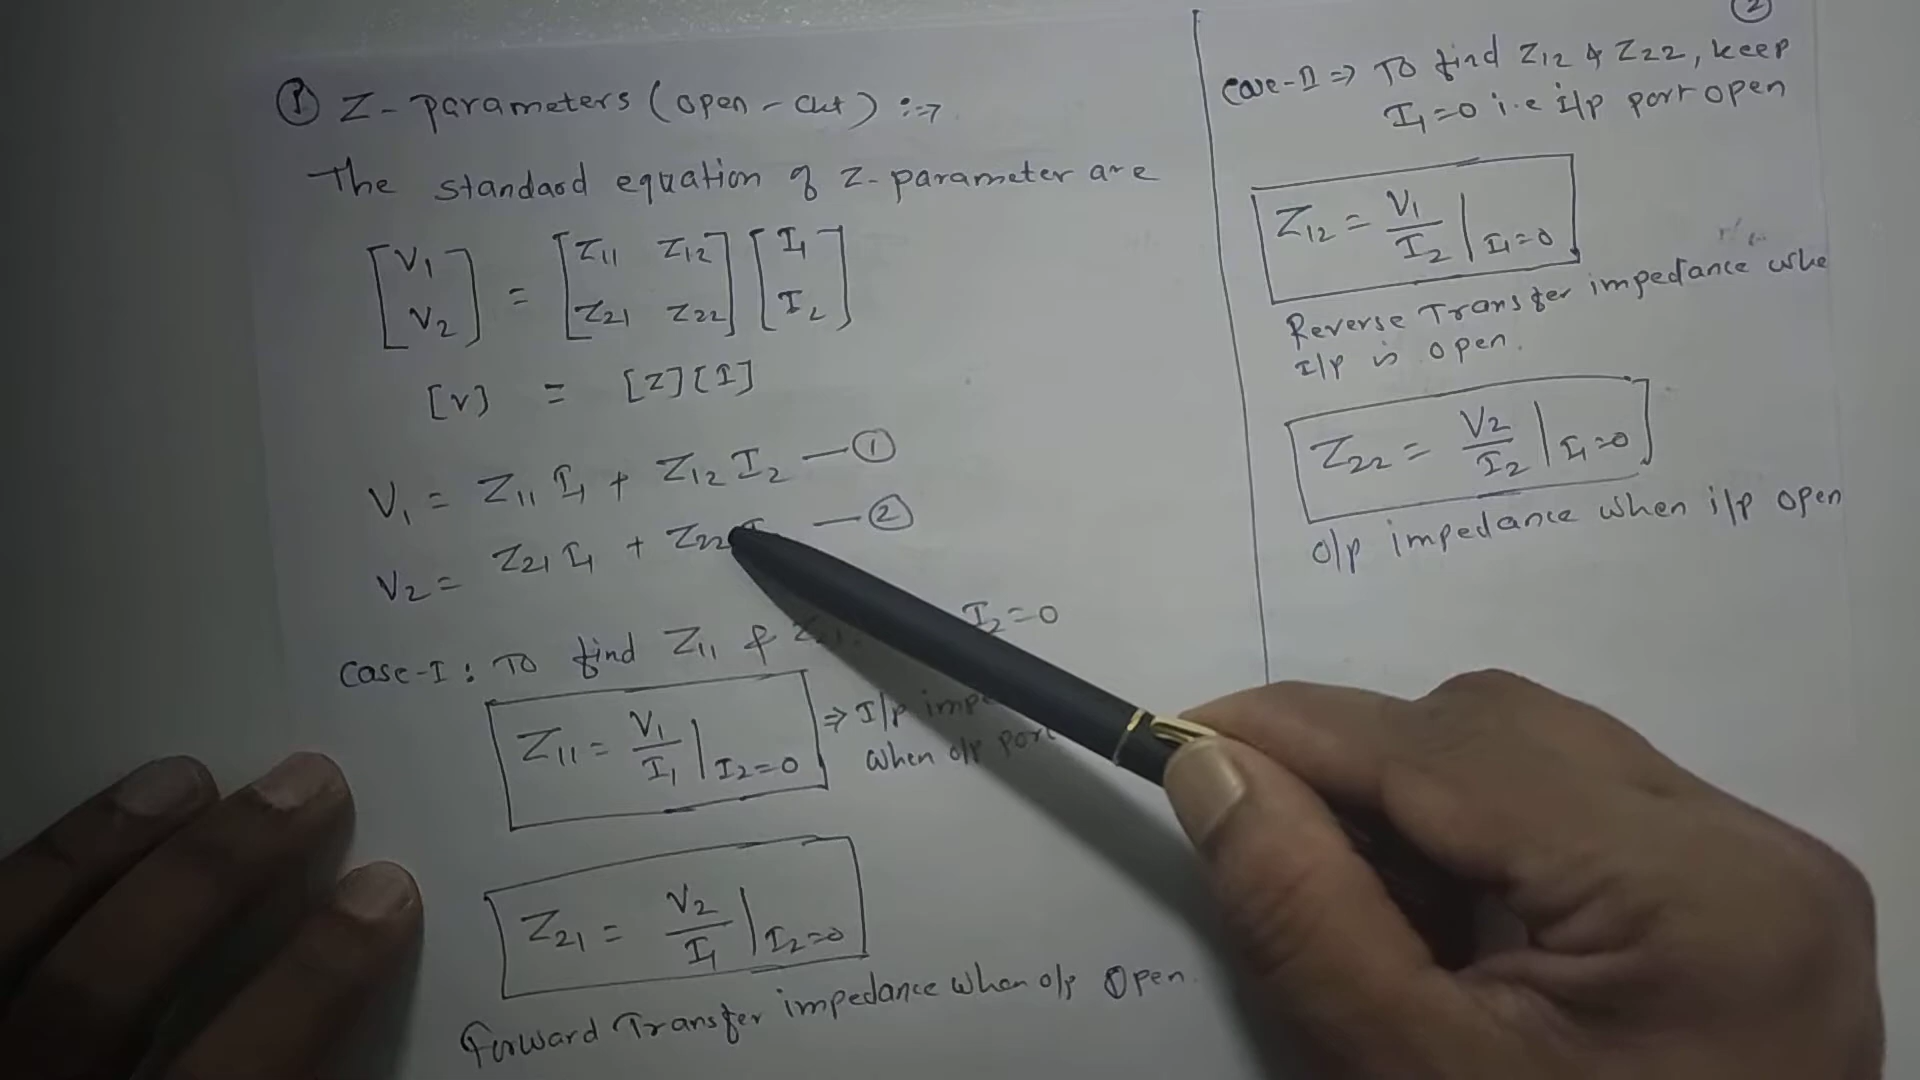 ① Z-parameters (open-ckt) :→
The standard equation of Z-parameter are
[V1 V2] = [Z11 Z12 Z21 Z22] [I1 I2]
[V] = [Z][I]
V1 = Z11 I1 + Z12 I2 —①
V2 = Z21 I1 + Z22 —②
Case-I : To find Z11 & I2=0
Z11 = V1/I1 | I2=0 ⇒ I/p
when o/p port
Z21 = V2/I1 | I2=0
Forward Transfer impedance when o/p open.
②
Case-II ⇒ To find Z12 & Z22, keep
I1=0 i.e i/p port open
Z12 = V1/I2 | I1=0
Reverse Transfer impedance whe
I/p is open.
Z22 = V2/I2 | I1=0
o/p impedance when i/p open